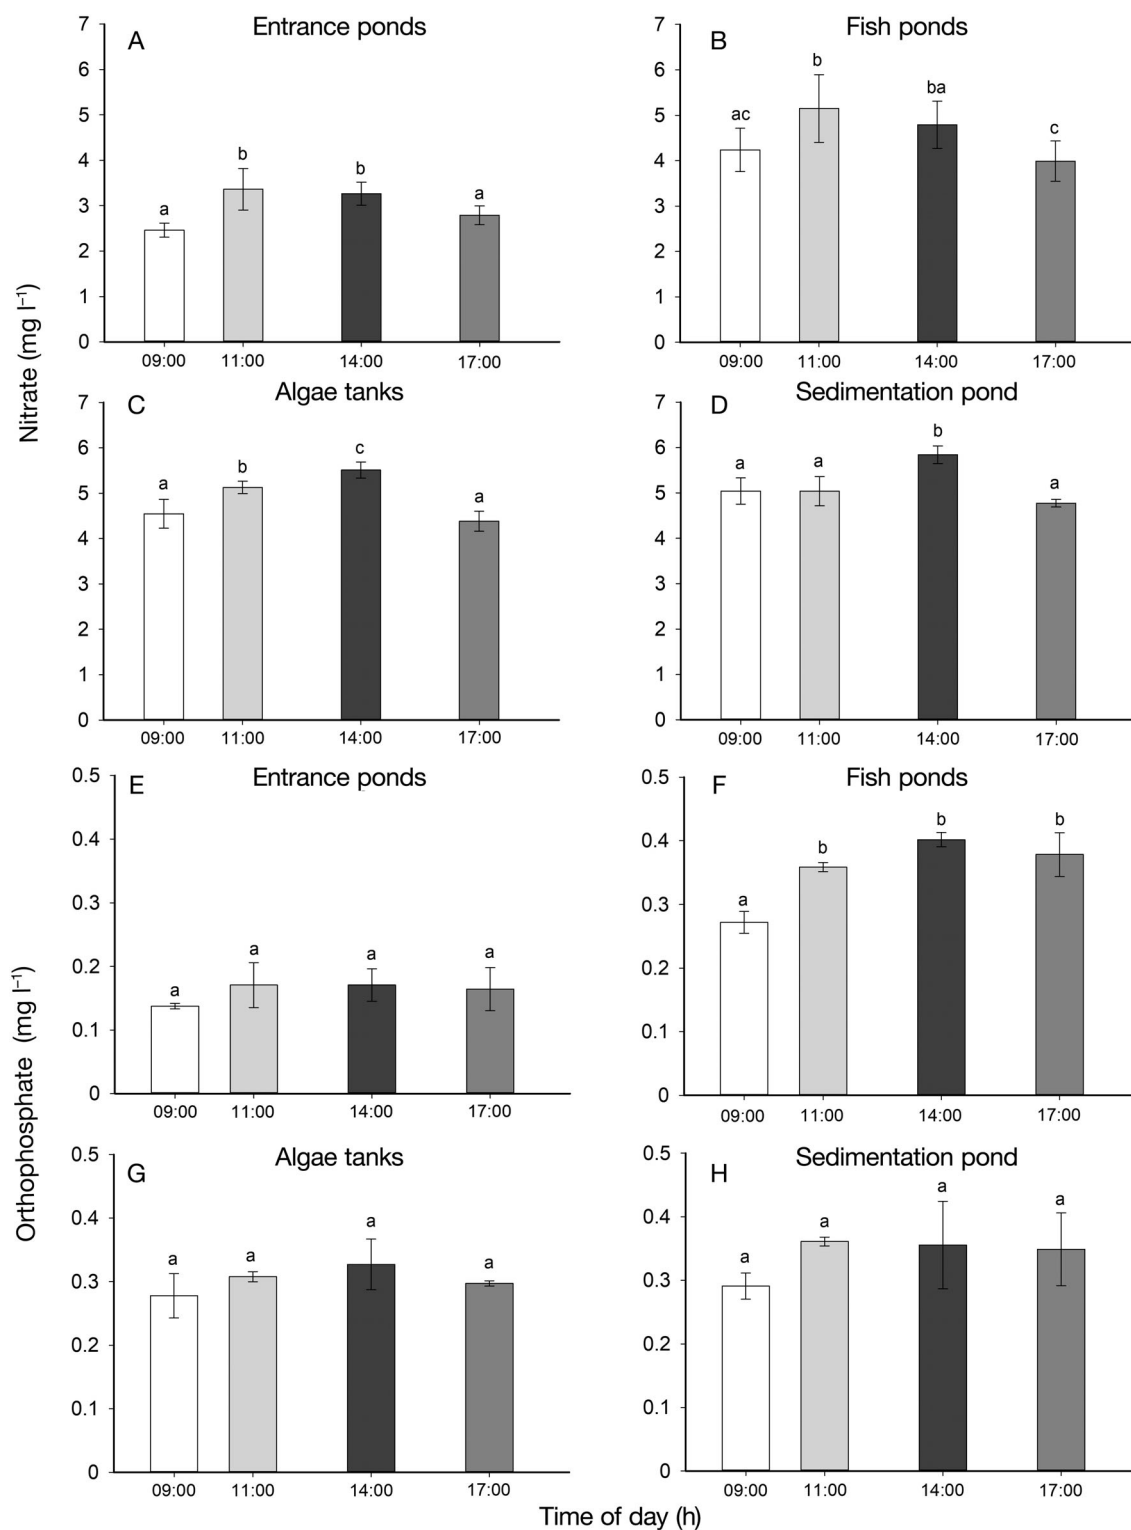 A Entrance ponds
7
6
5
4
3
2
1
0
a b b a
09:00 11:00 14:00 17:00
B Fish ponds
7
6
5
4
3
2
1
0
ac b ba c
09:00 11:00 14:00 17:00
Nitrate (mg l⁻¹)
C Algae tanks
7
6
5
4
3
2
1
0
a b c a
09:00 11:00 14:00 17:00
D Sedimentation pond
7
6
5
4
3
2
1
0
a a b a
09:00 11:00 14:00 17:00
E Entrance ponds
0.5
0.4
0.3
0.2
0.1
0
a a a a
09:00 11:00 14:00 17:00
F Fish ponds
0.5
0.4
0.3
0.2
0.1
0
a b b b
09:00 11:00 14:00 17:00
Orthophosphate (mg l⁻¹)
G Algae tanks
0.5
0.4
0.3
0.2
0.1
0
a a a a
09:00 11:00 14:00 17:00
H Sedimentation pond
0.5
0.4
0.3
0.2
0.1
0
a a a a
09:00 11:00 14:00 17:00
Time of day (h)